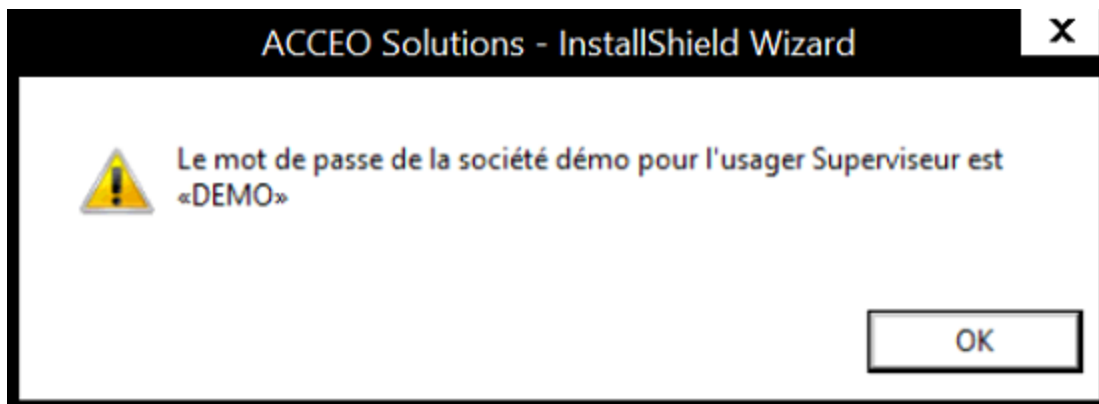 ACCEO Solutions - InstallShield Wizard
Le mot de passe de la société démo pour l'usager Superviseur est
«DEMO»
OK